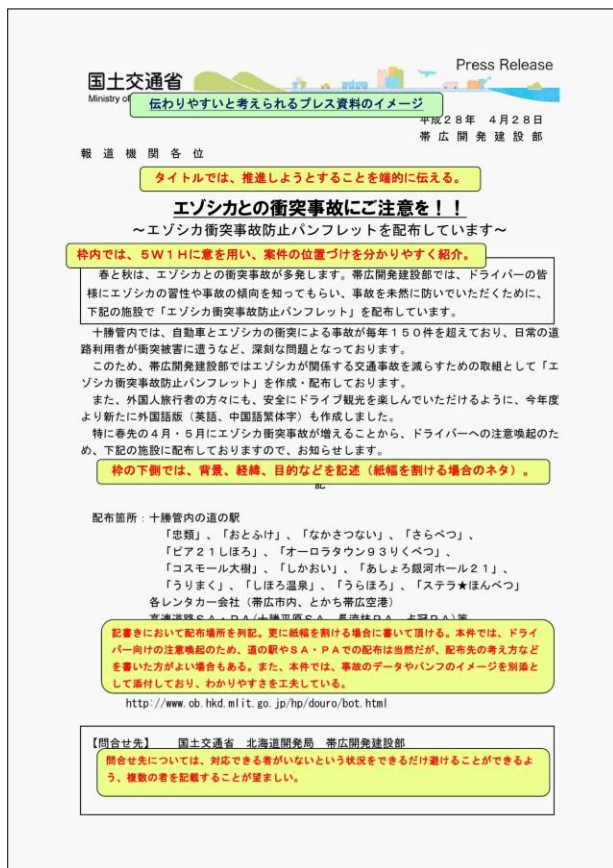 Press Release
国土交通省
Ministry of
伝わりやすいと考えられるプレス資料のイメージ
平成28年 4月28日
帯広開発建設部
報道機関各位
タイトルでは、推進しようとすることを端的に伝える。
エゾシカとの衝突事故にご注意を！！
～エゾシカ衝突事故防止パンフレットを配布しています～
枠内では、５Ｗ１Ｈに意を用い、案件の位置づけを分かりやすく紹介。
春と秋は、エゾシカとの衝突事故が多発します。帯広開発建設部では、ドライバーの皆
様にエゾシカの習性や事故の傾向を知ってもらい、事故を未然に防いでいただくために、
下記の施設で「エゾシカ衝突事故防止パンフレット」を配布しています。
十勝管内では、自動車とエゾシカの衝突による事故が毎年１５０件を超えており、日常の道
路利用者が衝突被害に遭うなど、深刻な問題となっております。
このため、帯広開発建設部ではエゾシカが関係する交通事故を減らすための取組として「エ
ゾシカ衝突事故防止パンフレット」を作成・配布しております。
また、外国人旅行者の方々にも、安全にドライブ観光を楽しんでいただけるように、今年度
より新たに外国語版（英語、中国語繁体字）も作成しました。
特に春先の４月・５月にエゾシカ衝突事故が増えることから、ドライバーへの注意喚起のた
め、下記の施設に配布しておりますので、お知らせします。
枠の下側では、背景、経緯、目的などを記述（紙幅を割ける場合のネタ）。
記
配布箇所：十勝管内の道の駅
「忠類」、「おとふけ」、「なかさつない」、「さらべつ」、
「ピア２１しほろ」、「オーロラタウン９３りくべつ」、
「コスモール大樹」、「しかおい」、「あしょろ銀河ホール２１」、
「うりまく」、「しほろ温泉」、「うらほろ」、「ステラ★ほんべつ」
各レンタカー会社（帯広市内、とかち帯広空港）
高速道路ＳＡ・ＰＡ(十勝平原ＳＡ、長流枝ＰＡ、占冠ＰＡ)等
記書きにおいて配布場所を列記。更に紙幅を割ける場合に書いて頂ける。本件では、ドライ
バー向けの注意喚起のため、道の駅やＳＡ・ＰＡでの配布は当然だが、配布先の考え方など
を書いた方がよい場合もある。また、本件では、事故のデータやパンフのイメージを別添と
して添付しており、わかりやすさを工夫している。
http://www.ob.hkd.mlit.go.jp/hp/douro/bot.html
【問合せ先】 国土交通省 北海道開発局 帯広開発建設部
問合せ先については、対応できる者がいないという状況をできるだけ避けることができるよ
う、複数の者を記載することが望ましい。